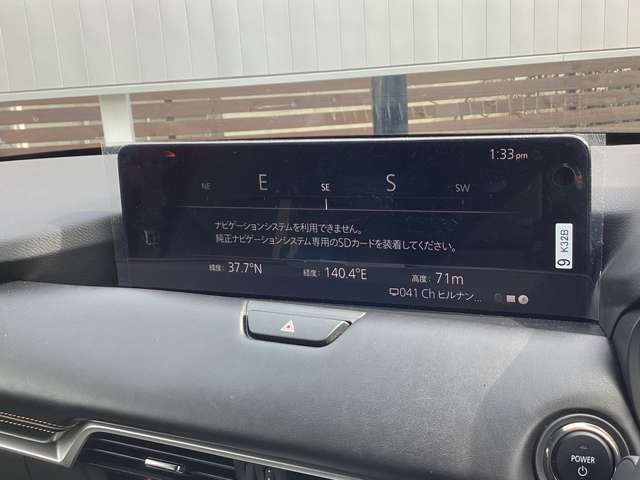 1:33 pm
NE E SE S SW
ナビゲーションシステムを利用できません。
純正ナビゲーションシステム専用のSDカードを装着してください。
緯度: 37.7°N 経度: 140.4°E 高度: 71m
041 Ch ヒルナン...
9 K32B
POWER